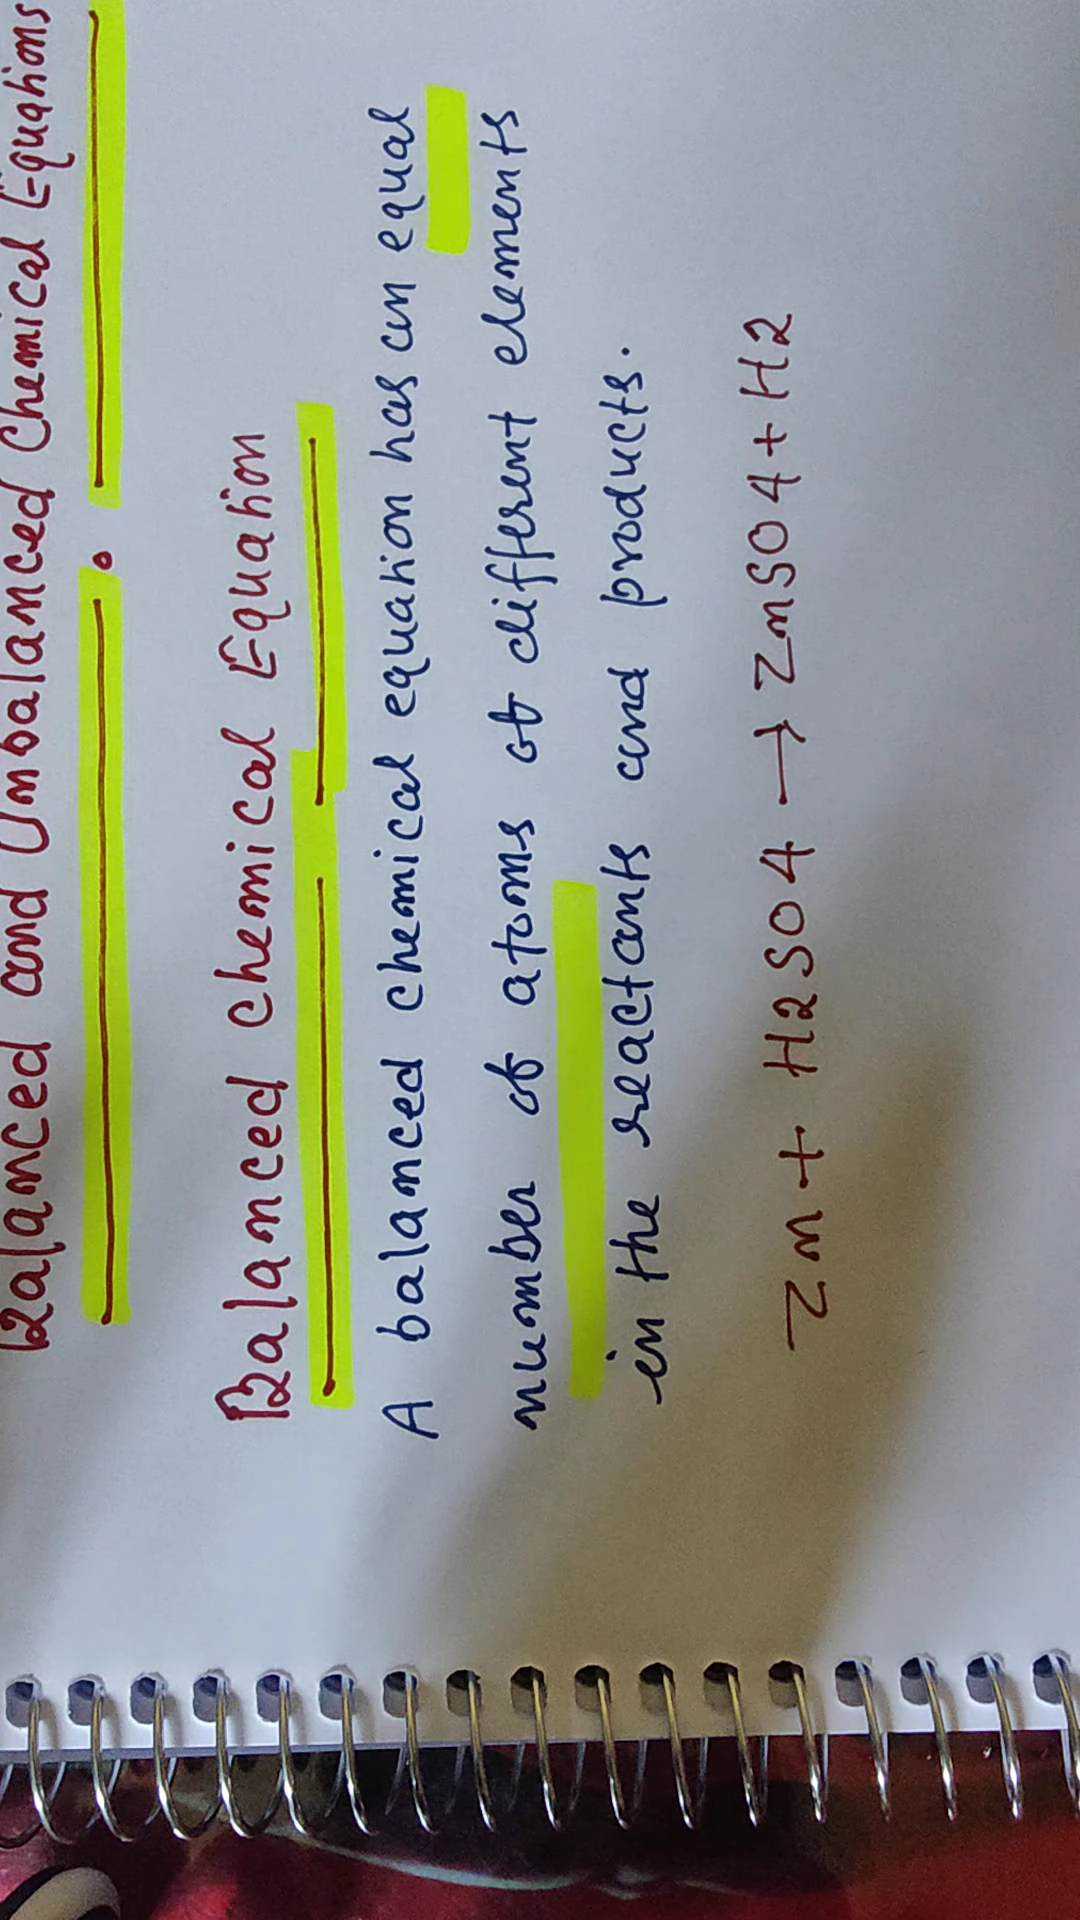 Balanced and Unbalanced Chemical Equations
Balanced chemical Equation
A balanced chemical equation has an equal
number of atoms of different elements
in the reactants and products.
Zn + H2SO4 → ZnSO4 + H2